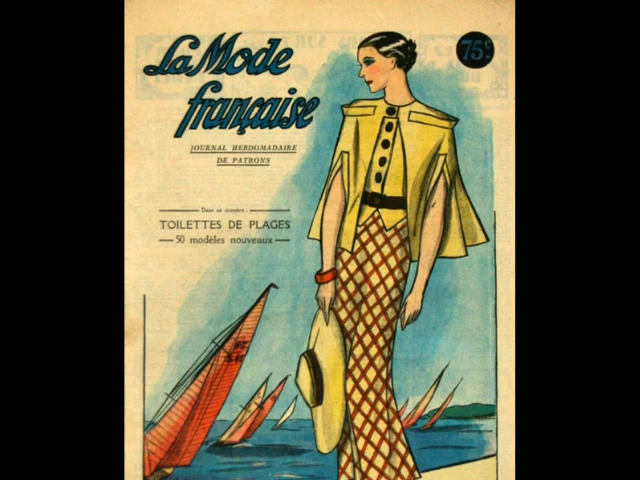 La Mode
française
75c.
JOURNAL HEBDOMADAIRE
DE PATRONS
Dans ce numéro :
TOILETTES DE PLAGES
50 modèles nouveaux